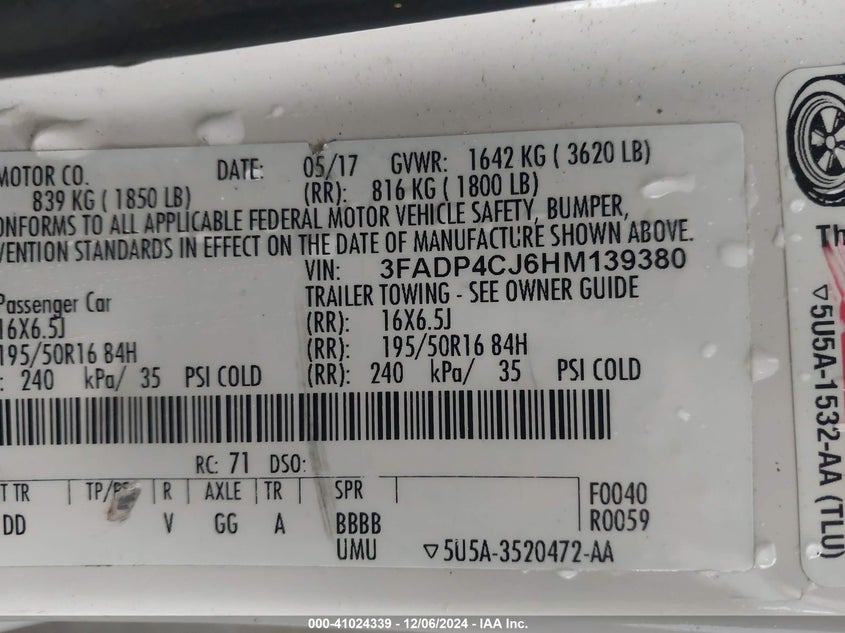 MOTOR CO. DATE: 05/17 GVWR: 1642 KG ( 3620 LB)
839 KG ( 1850 LB) (RR): 816 KG ( 1800 LB)
CONFORMS TO ALL APPLICABLE FEDERAL MOTOR VEHICLE SAFETY, BUMPER,
VENTION STANDARDS IN EFFECT ON THE DATE OF MANUFACTURE SHOWN ABOVE.
VIN: 3FADP4CJ6HM139380
Passenger Car TRAILER TOWING - SEE OWNER GUIDE
16X6.5J (RR): 16X6.5J
195/50R16 84H (RR): 195/50R16 84H
: 240 kPa/ 35 PSI COLD (RR): 240 kPa/ 35 PSI COLD
RC: 71 DSO:
T TR TP/PS R AXLE TR SPR F0040
DD V GG A BBBB R0059
UMU ▽5U5A-3520472-AA
Th
▽5U5A-1532-AA (TLU)
000-41024339 - 12/06/2024 - IAA Inc.